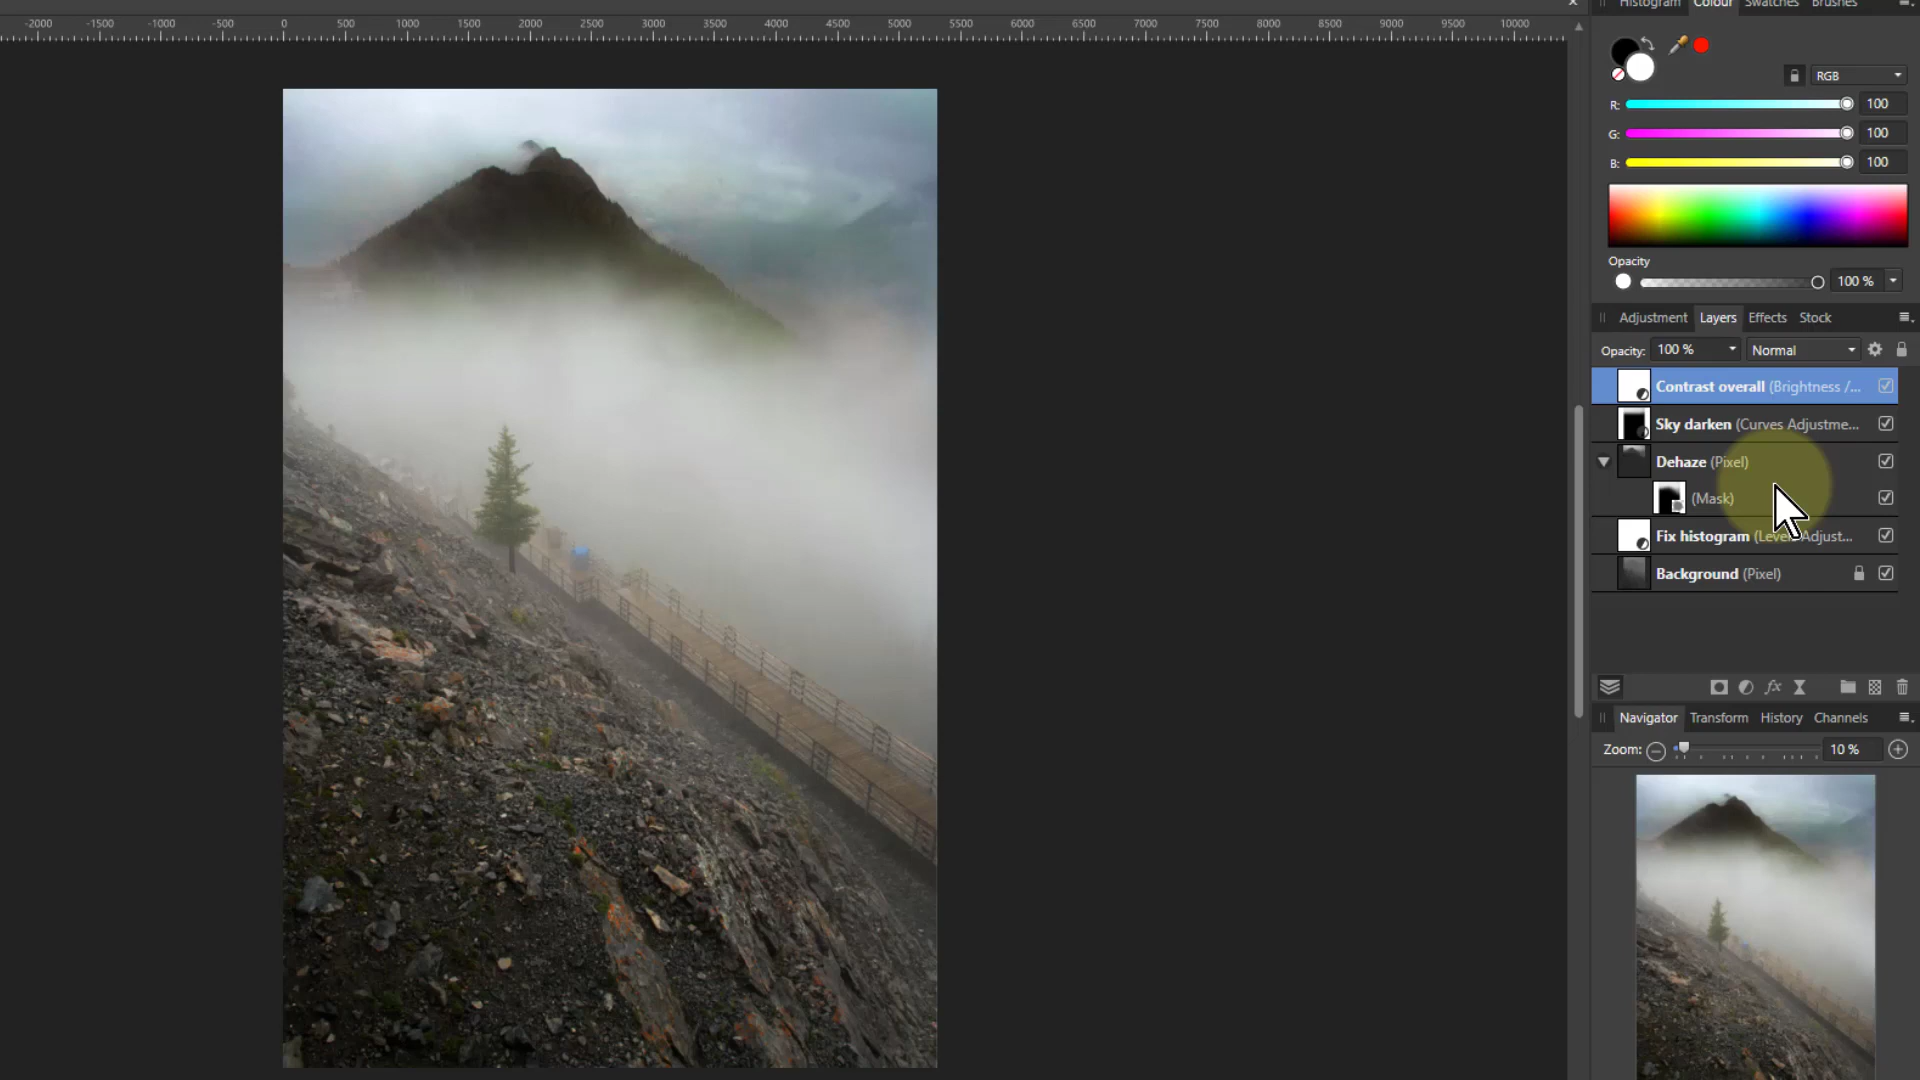 -2000 -1500 -1000 -500 0 500 1000 1500 2000 2500 3000 3500 4000 4500 5000 5500 6000 6500 7000 7500 8000 8500 9000 9500 10000
Histogram Colour Swatches Brushes
RGB
R: 100
G: 100
B: 100
Opacity
100 %
Adjustment Layers Effects Stock
Opacity: 100 % Normal
Contrast overall (Brightness /...
Sky darken (Curves Adjustme...
Dehaze (Pixel)
(Mask)
Fix histogram (Levels Adjust...
Background (Pixel)
fx
Navigator Transform History Channels
Zoom: 10 %